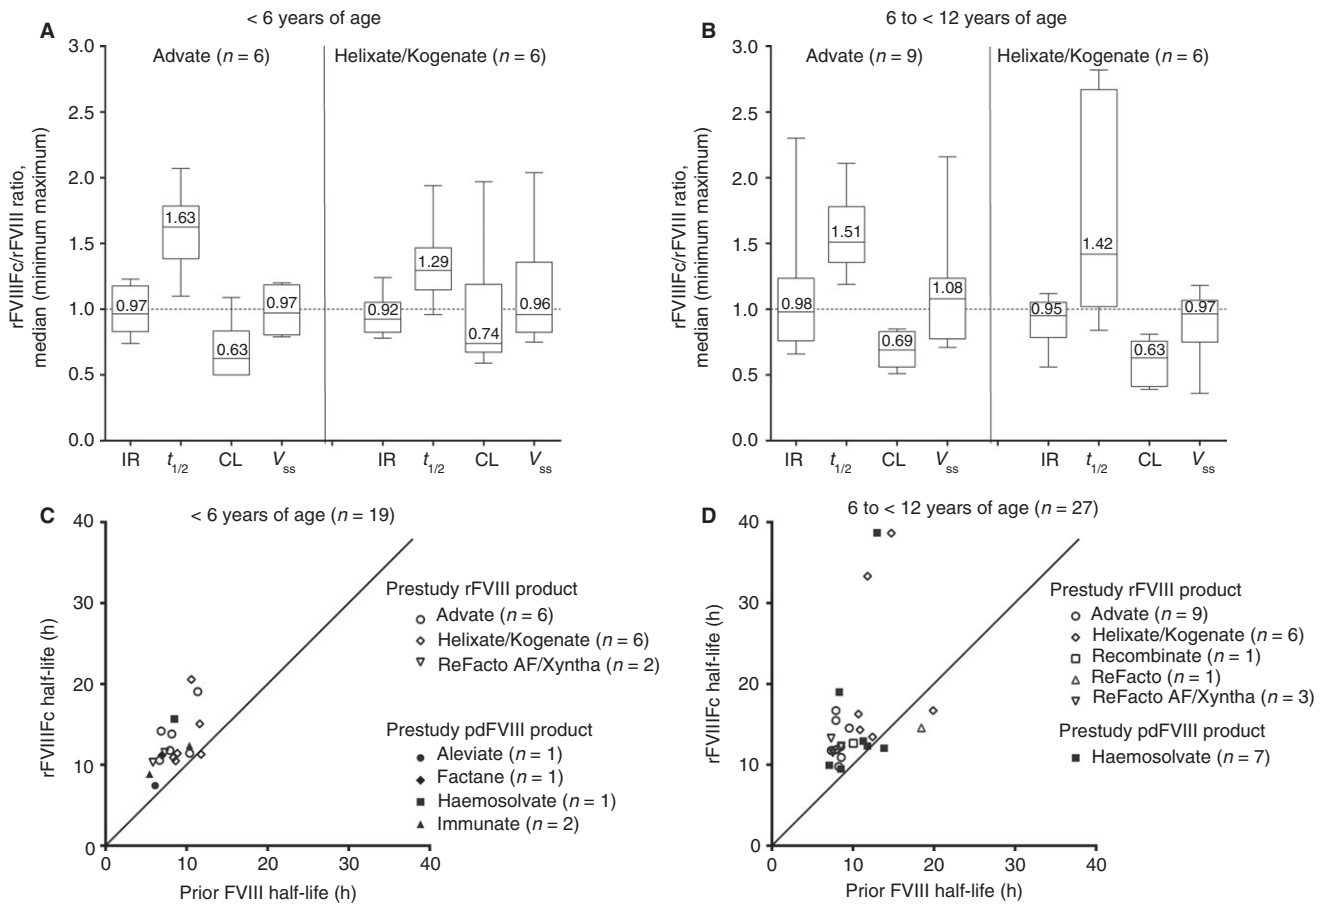 A
< 6 years of age
Advate (n = 6)
Helixate/Kogenate (n = 6)
rFVIIIFc/rFVIII ratio,
median (minimum maximum)
3.0
2.5
2.0
1.5
1.0
0.5
0.0
0.97
1.63
0.63
0.97
0.92
1.29
0.74
0.96
IR t1/2 CL Vss IR t1/2 CL Vss
B
6 to < 12 years of age
Advate (n = 9)
Helixate/Kogenate (n = 6)
rFVIIIFc/rFVIII ratio,
median (minimum maximum)
3.0
2.5
2.0
1.5
1.0
0.5
0.0
0.98
1.51
0.69
1.08
0.95
1.42
0.63
0.97
IR t1/2 CL Vss IR t1/2 CL Vss
C
< 6 years of age (n = 19)
rFVIIIFc half-life (h)
40
30
20
10
0
Prestudy rFVIII product
Advate (n = 6)
Helixate/Kogenate (n = 6)
ReFacto AF/Xyntha (n = 2)
Prestudy pdFVIII product
Aleviate (n = 1)
Factane (n = 1)
Haemosolvate (n = 1)
Immunate (n = 2)
0 10 20 30 40
Prior FVIII half-life (h)
D
6 to < 12 years of age (n = 27)
rFVIIIFc half-life (h)
40
30
20
10
0
Prestudy rFVIII product
Advate (n = 9)
Helixate/Kogenate (n = 6)
Recombinate (n = 1)
ReFacto (n = 1)
ReFacto AF/Xyntha (n = 3)
Prestudy pdFVIII product
Haemosolvate (n = 7)
0 10 20 30 40
Prior FVIII half-life (h)